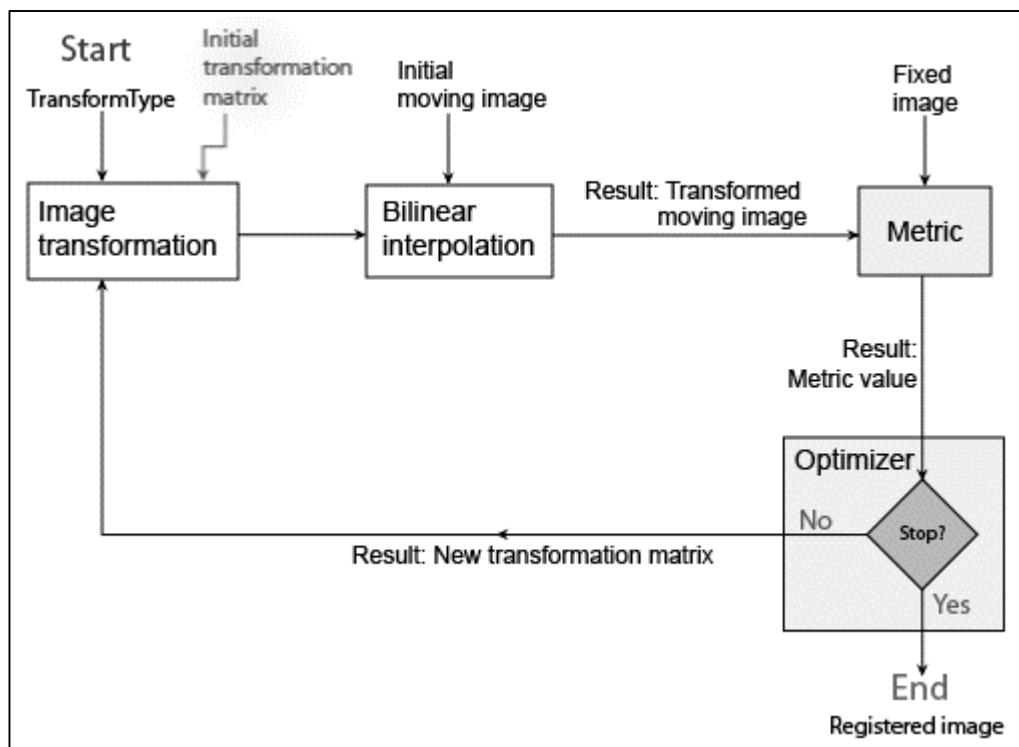 Start
TransformType
Initial
transformation
matrix
Initial
moving image
Fixed
image
Image
transformation
Bilinear
interpolation
Result: Transformed
moving image
Metric
Result:
Metric value
Optimizer
No
Stop?
Yes
Result: New transformation matrix
End
Registered image